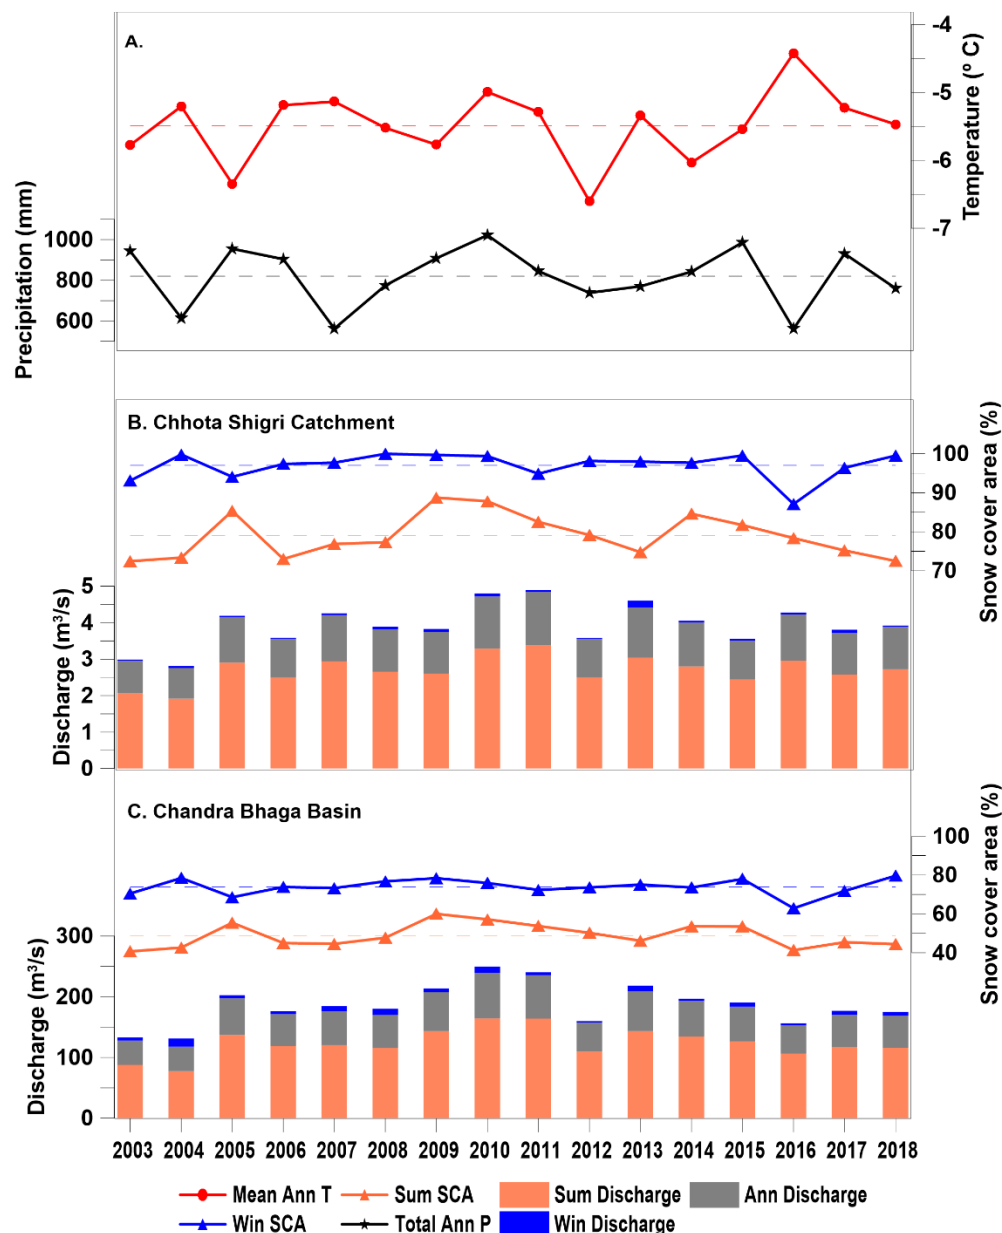 A.
-4
-5
-6
-7
Temperature (º C)
Precipitation (mm)
1000
800
600
B. Chhota Shigri Catchment
100
90
80
70
Snow cover area (%)
5
4
3
2
1
0
Discharge (m³/s)
C. Chandra Bhaga Basin
100
80
60
40
Snow cover area (%)
300
200
100
0
Discharge (m³/s)
2003 2004 2005 2006 2007 2008 2009 2010 2011 2012 2013 2014 2015 2016 2017 2018
Mean Ann T Sum SCA Sum Discharge Ann Discharge
Win SCA Total Ann P Win Discharge